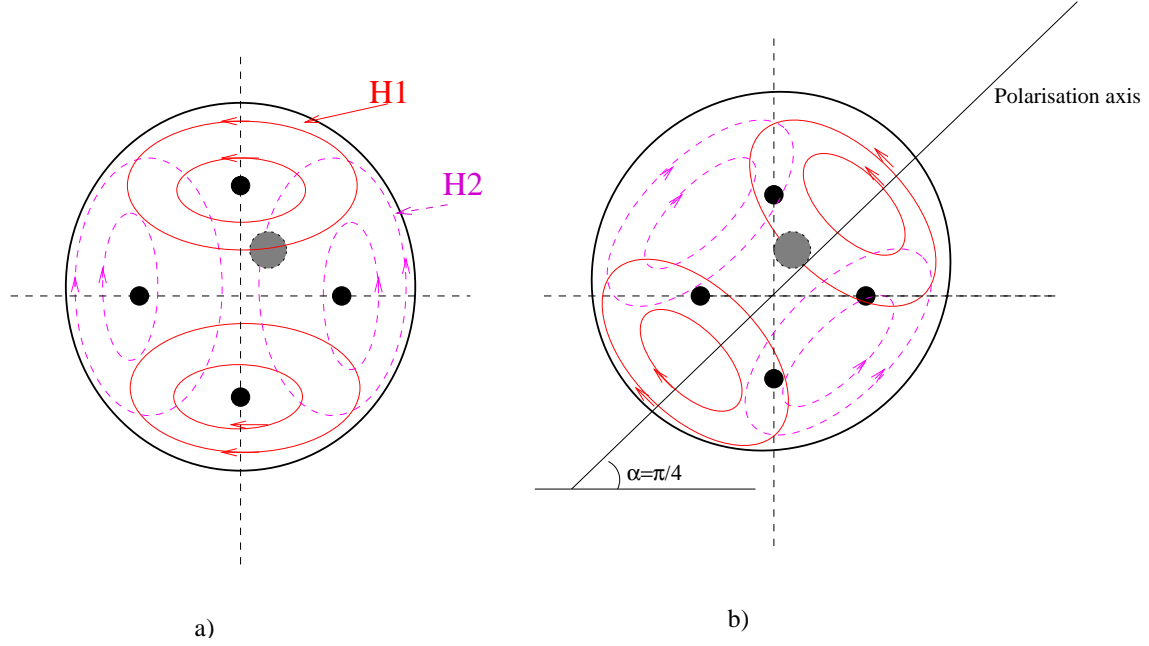 H1
H2
a)
Polarisation axis
α=π/4
b)